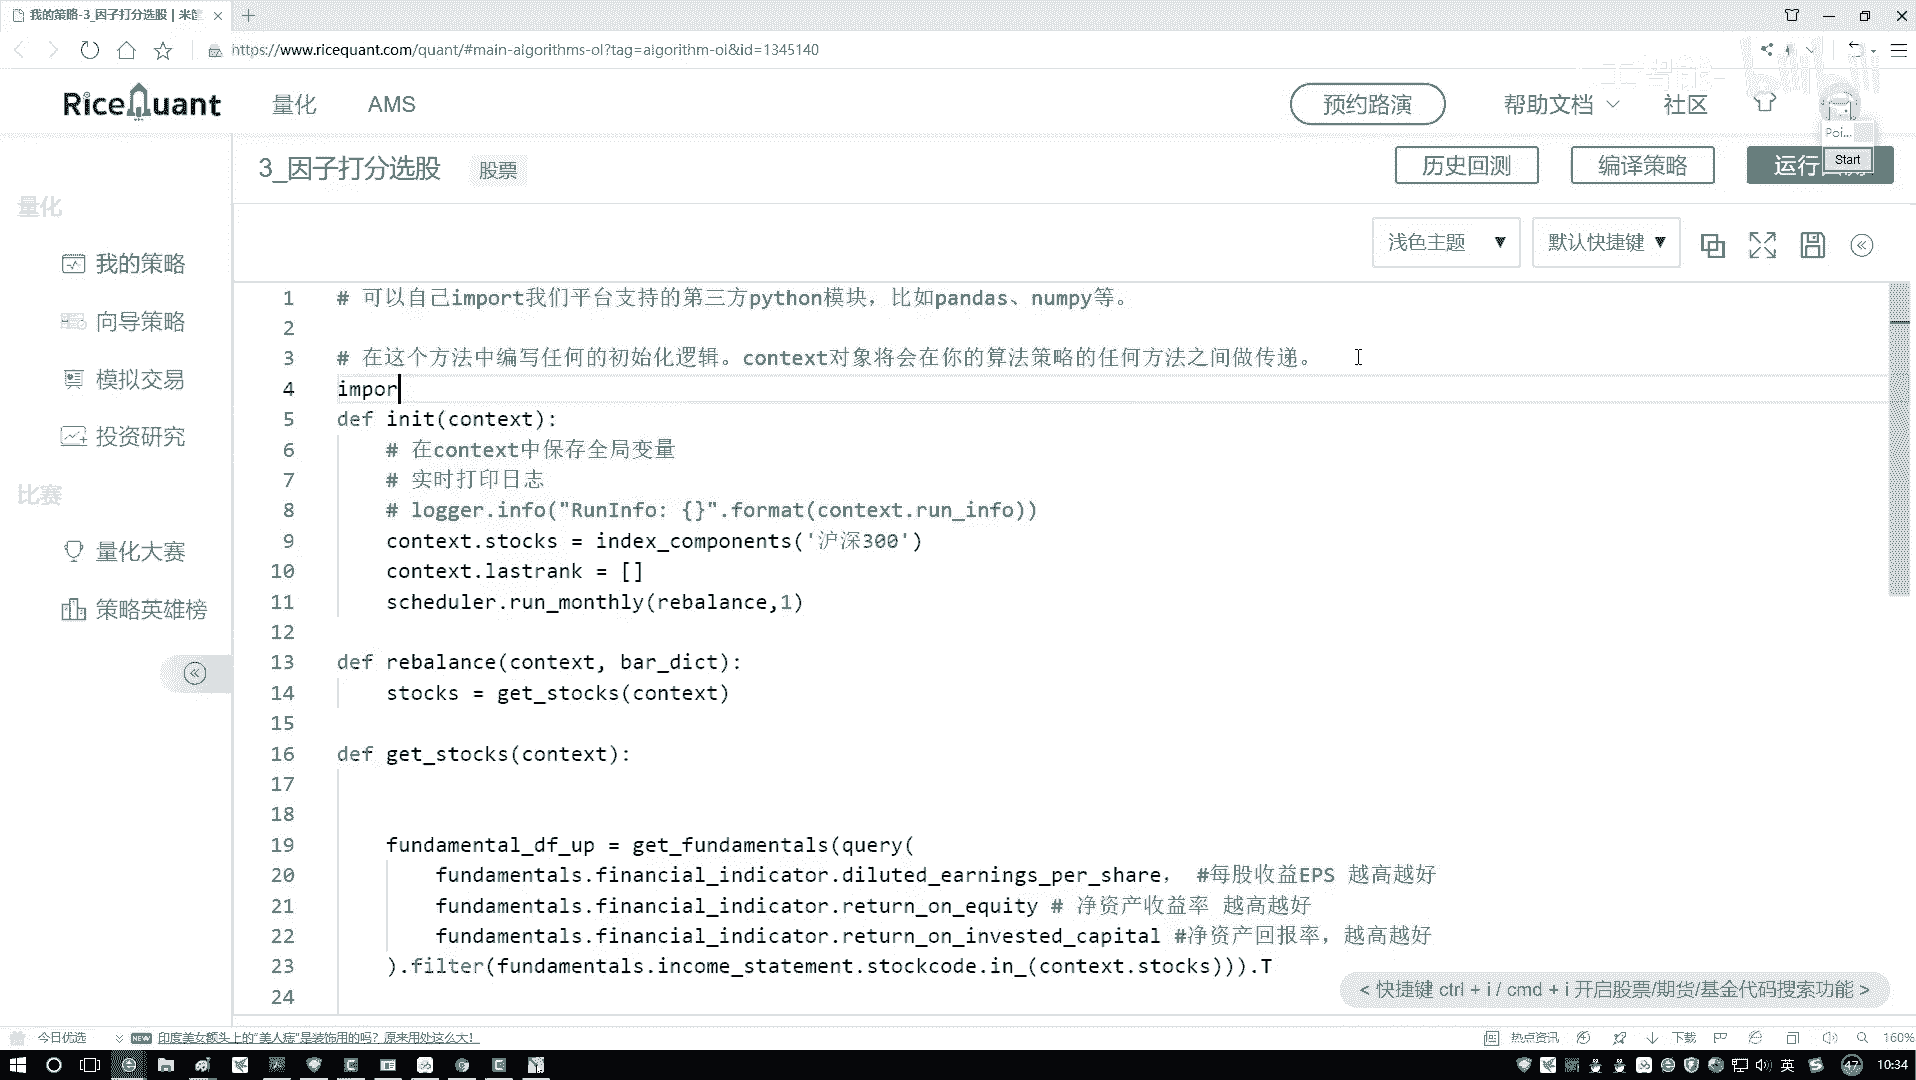 我的策略-3_因子打分选股 | 米筐
https://www.ricequant.com/quant/#main-algorithms-ol?tag=algorithm-ol&id=1345140
RiceQuant 量化 AMS 预约路演 帮助文档 社区
Poi...
Start
3_因子打分选股 股票 历史回测 编译策略 运行
量化
浅色主题 默认快捷键
我的策略
向导策略
模拟交易
投资研究
比赛
量化大赛
策略英雄榜
1 # 可以自己import我们平台支持的第三方python模块，比如pandas、numpy等。
2
3 # 在这个方法中编写任何的初始化逻辑。context对象将会在你的算法策略的任何方法之间做传递。
4 impor
5 def init(context):
6 # 在context中保存全局变量
7 # 实时打印日志
8 # logger.info("RunInfo: {}".format(context.run_info))
9 context.stocks = index_components('沪深300')
10 context.lastrank = []
11 scheduler.run_monthly(rebalance,1)
12
13 def rebalance(context, bar_dict):
14 stocks = get_stocks(context)
15
16 def get_stocks(context):
17
18
19 fundamental_df_up = get_fundamentals(query(
20 fundamentals.financial_indicator.diluted_earnings_per_share， #每股收益EPS 越高越好
21 fundamentals.financial_indicator.return_on_equity # 净资产收益率 越高越好
22 fundamentals.financial_indicator.return_on_invested_capital #净资产回报率，越高越好
23 ).filter(fundamentals.income_statement.stockcode.in_(context.stocks))).T
24
< 快捷键 ctrl + i / cmd + i 开启股票/期货/基金代码搜索功能 >
今日优选 NEW 印度美女额头上的“美人痣”是装饰用的吗？原来用处这么大！ 热点资讯 下载 160%
英 47 10:34